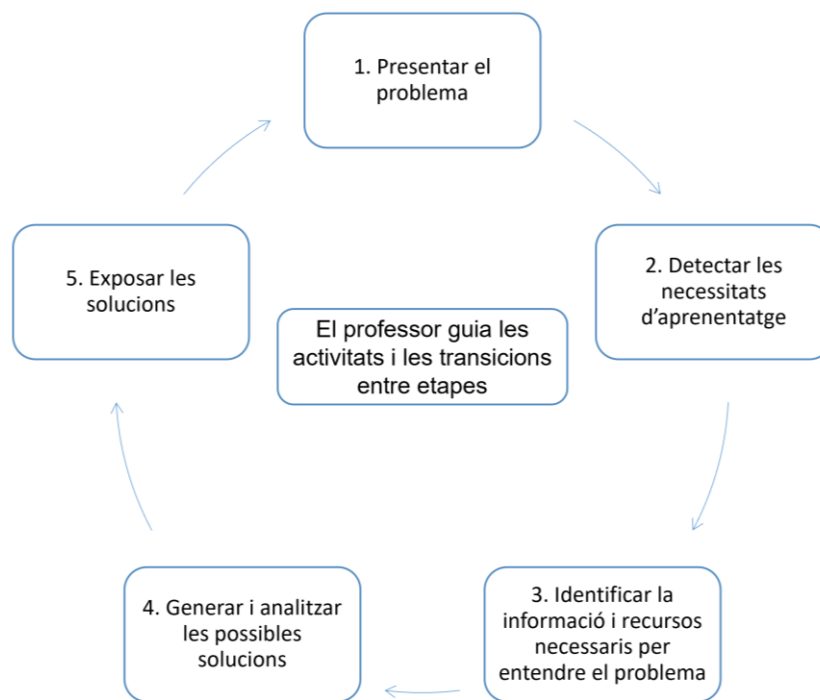 1. Presentar el
problema
2. Detectar les
necessitats
d’aprenentatge
3. Identificar la
informació i recursos
necessaris per
entendre el problema
4. Generar i analitzar
les possibles
solucions
5. Exposar les
solucions
El professor guia les
activitats i les transicions
entre etapes